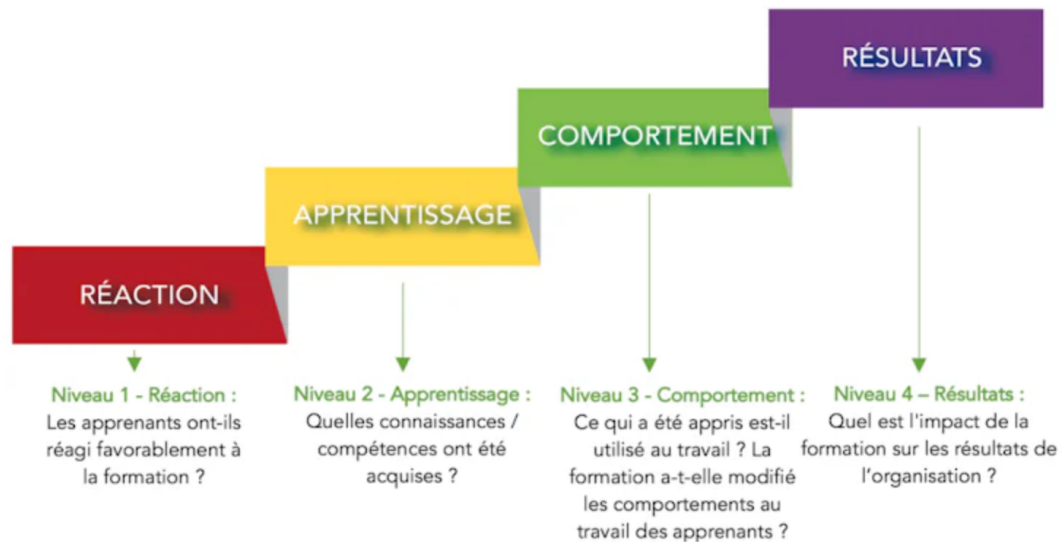 RÉSULTATS
COMPORTEMENT
APPRENTISSAGE
RÉACTION
Niveau 1 - Réaction :
Les apprenants ont-ils
réagi favorablement à
la formation ?
Niveau 2 - Apprentissage :
Quelles connaissances /
compétences ont été
acquises ?
Niveau 3 - Comportement :
Ce qui a été appris est-il
utilisé au travail ? La
formation a-t-elle modifié
les comportements au
travail des apprenants ?
Niveau 4 – Résultats :
Quel est l'impact de la
formation sur les résultats de
l'organisation ?